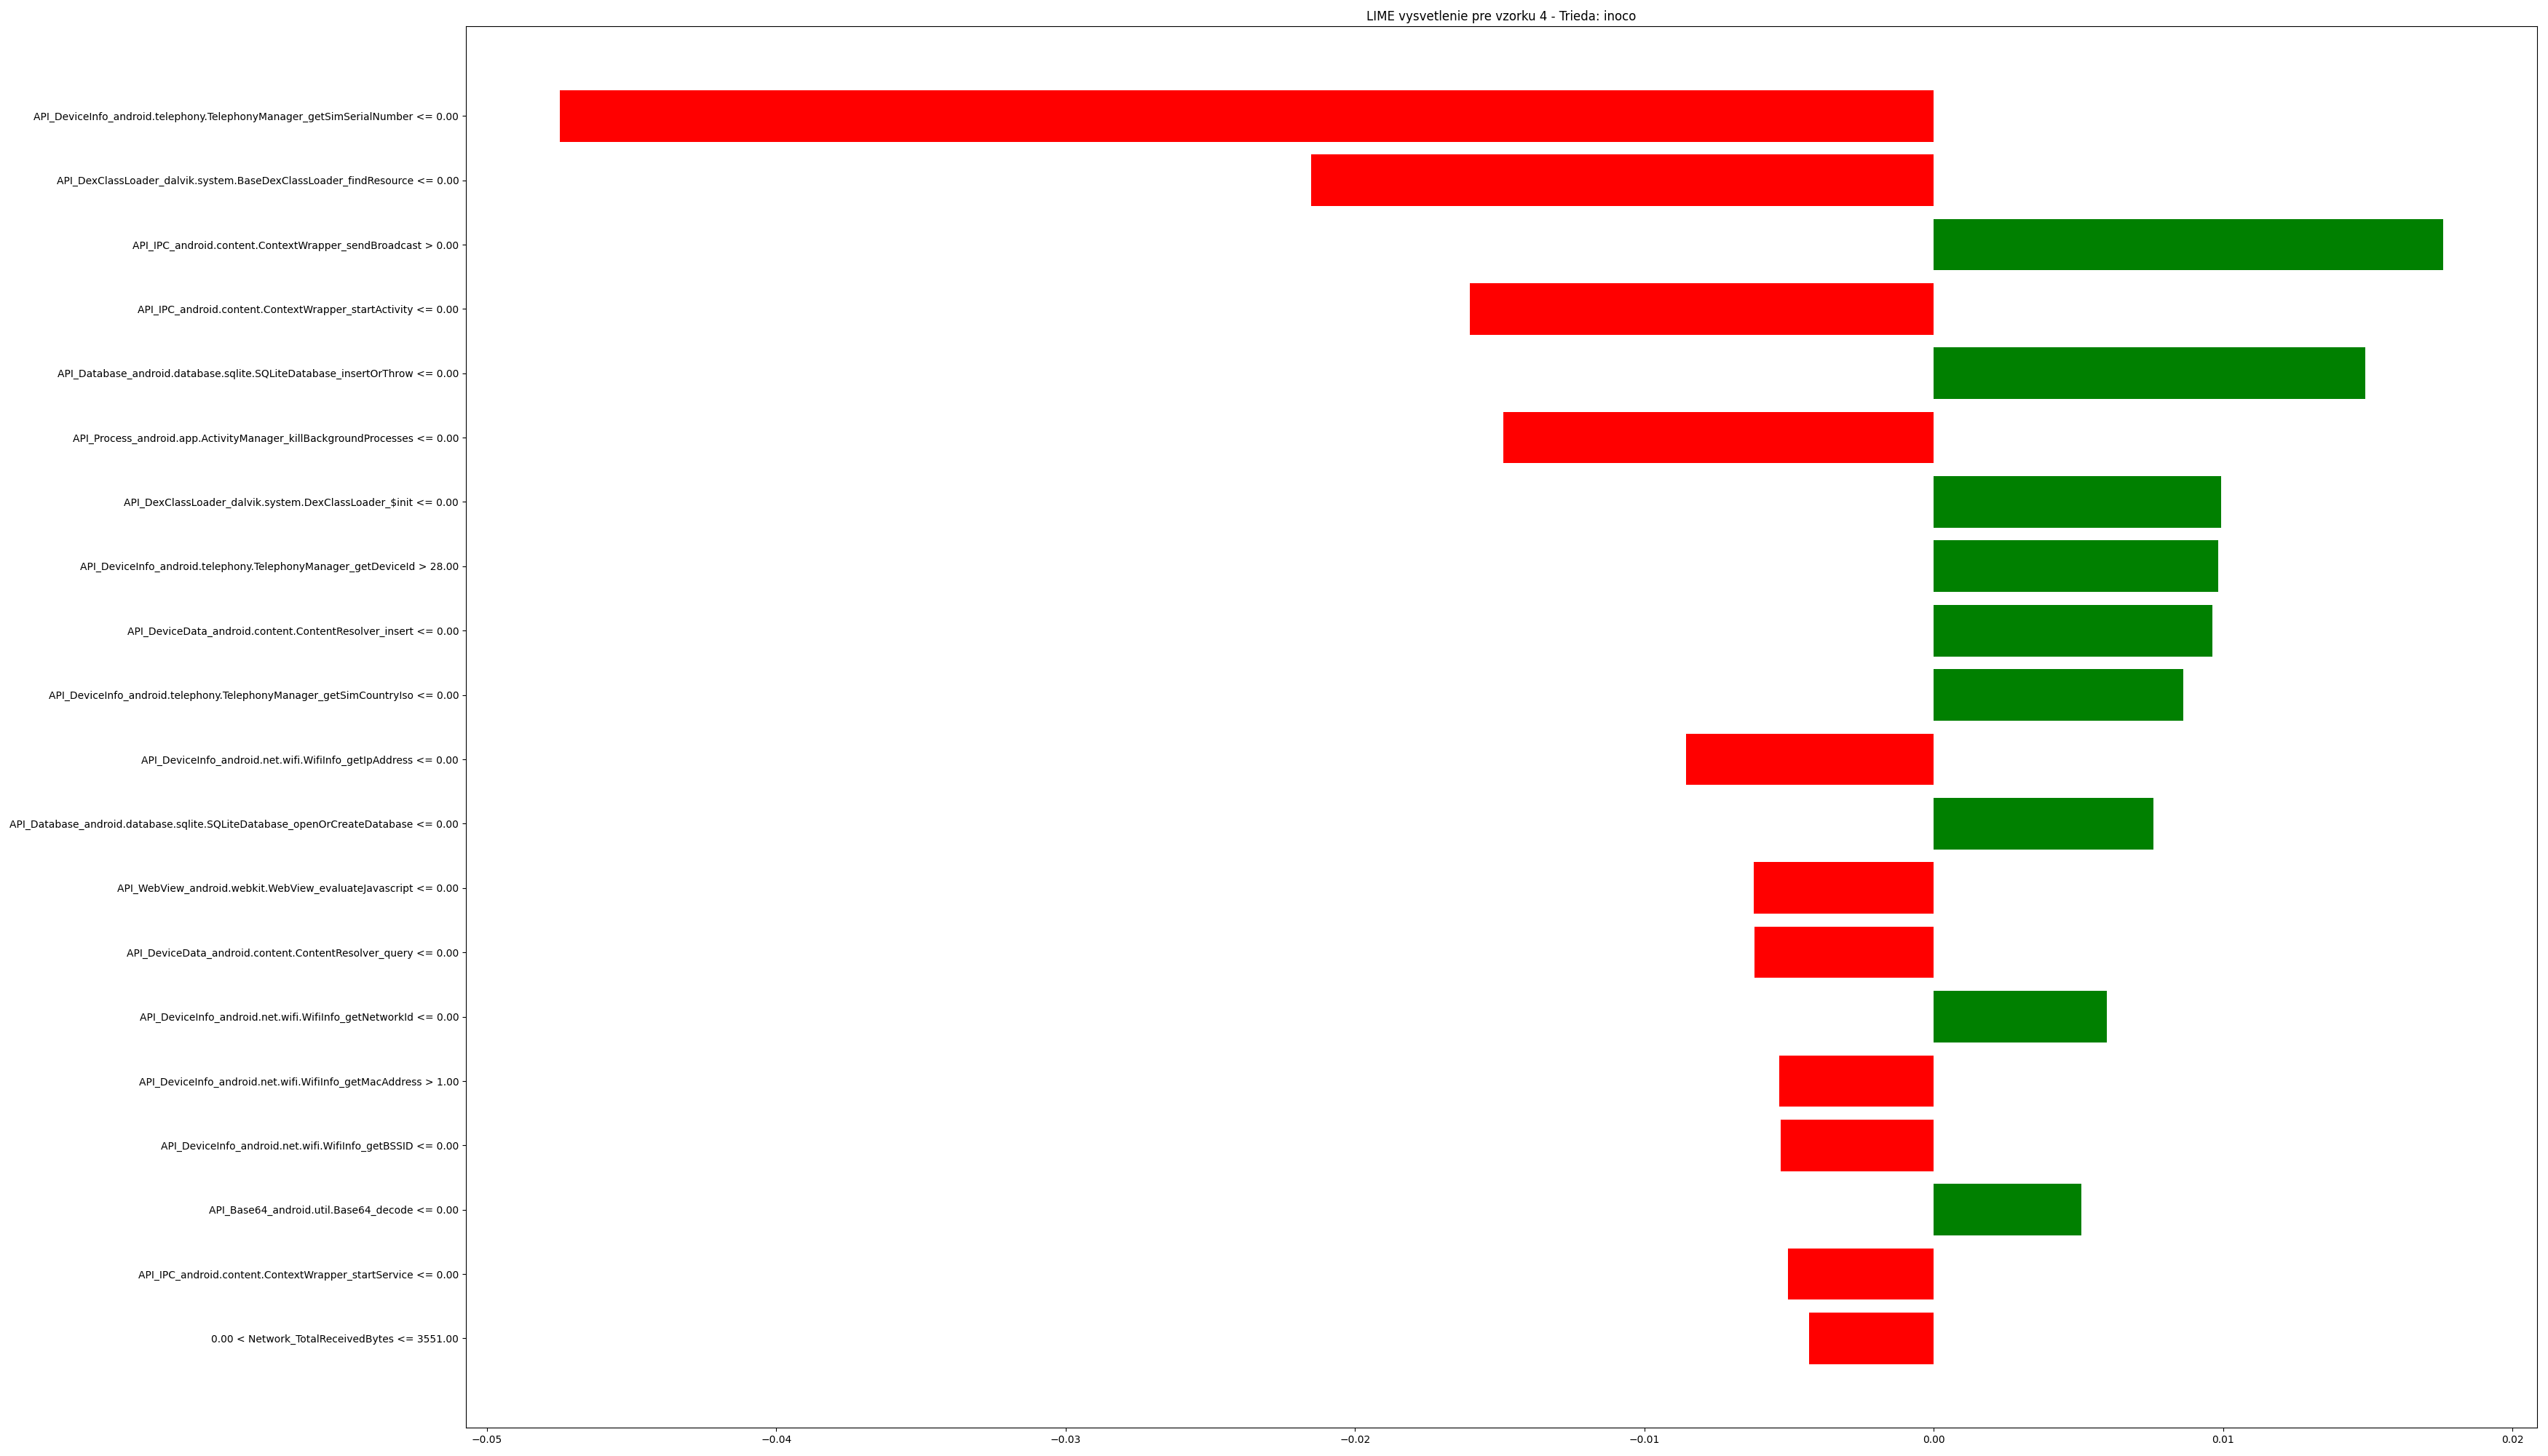 LIME vysvetlenie pre vzorku 4 - Trieda: inoco
API_DeviceInfo_android.telephony.TelephonyManager_getSimSerialNumber <= 0.00
API_DexClassLoader_dalvik.system.BaseDexClassLoader_findResource <= 0.00
API_IPC_android.content.ContextWrapper_sendBroadcast > 0.00
API_IPC_android.content.ContextWrapper_startActivity <= 0.00
API_Database_android.database.sqlite.SQLiteDatabase_insertOrThrow <= 0.00
API_Process_android.app.ActivityManager_killBackgroundProcesses <= 0.00
API_DexClassLoader_dalvik.system.DexClassLoader_$init <= 0.00
API_DeviceInfo_android.telephony.TelephonyManager_getDeviceId > 28.00
API_DeviceData_android.content.ContentResolver_insert <= 0.00
API_DeviceInfo_android.telephony.TelephonyManager_getSimCountryIso <= 0.00
API_DeviceInfo_android.net.wifi.WifiInfo_getIpAddress <= 0.00
API_Database_android.database.sqlite.SQLiteDatabase_openOrCreateDatabase <= 0.00
API_WebView_android.webkit.WebView_evaluateJavascript <= 0.00
API_DeviceData_android.content.ContentResolver_query <= 0.00
API_DeviceInfo_android.net.wifi.WifiInfo_getNetworkId <= 0.00
API_DeviceInfo_android.net.wifi.WifiInfo_getMacAddress > 1.00
API_DeviceInfo_android.net.wifi.WifiInfo_getBSSID <= 0.00
API_Base64_android.util.Base64_decode <= 0.00
API_IPC_android.content.ContextWrapper_startService <= 0.00
0.00 < Network_TotalReceivedBytes <= 3551.00
−0.05 −0.04 −0.03 −0.02 −0.01 0.00 0.01 0.02